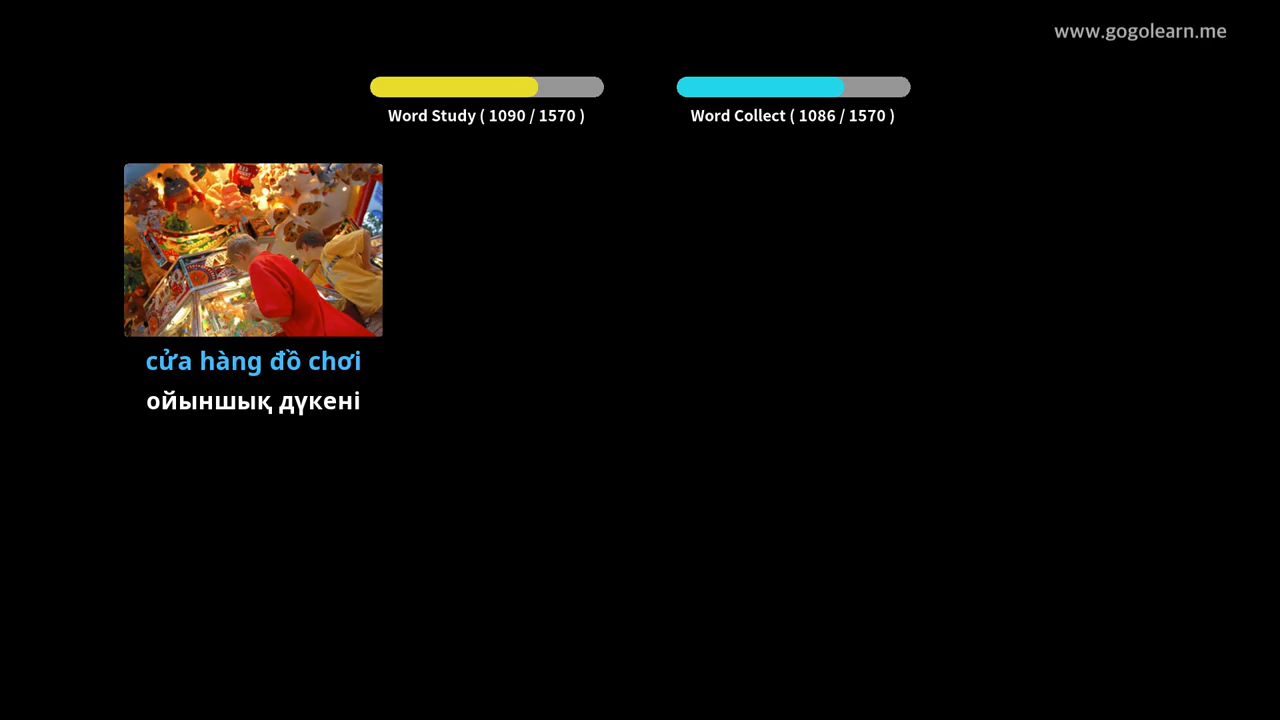 www.gogolearn.me
Word Study ( 1090 / 1570 )
Word Collect ( 1086 / 1570 )
cửa hàng đồ chơi
ойыншық дүкені